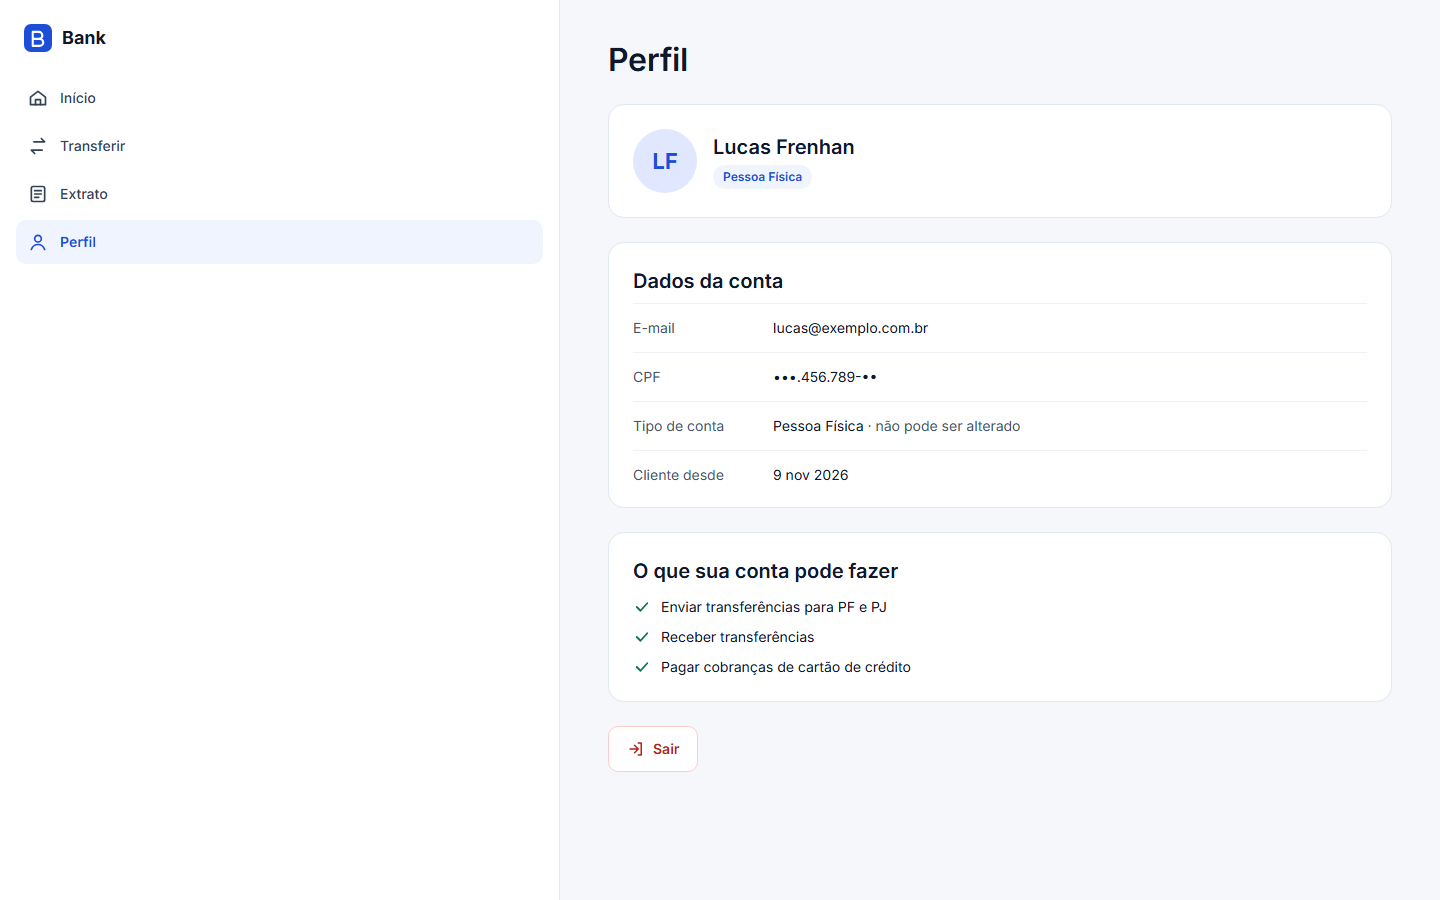 B Bank
Início
Transferir
Extrato
Perfil
Perfil
LF
Lucas Frenhan
Pessoa Física
Dados da conta
E-mail lucas@exemplo.com.br
CPF •••.456.789-••
Tipo de conta Pessoa Física · não pode ser alterado
Cliente desde 9 nov 2026
O que sua conta pode fazer
Enviar transferências para PF e PJ
Receber transferências
Pagar cobranças de cartão de crédito
Sair